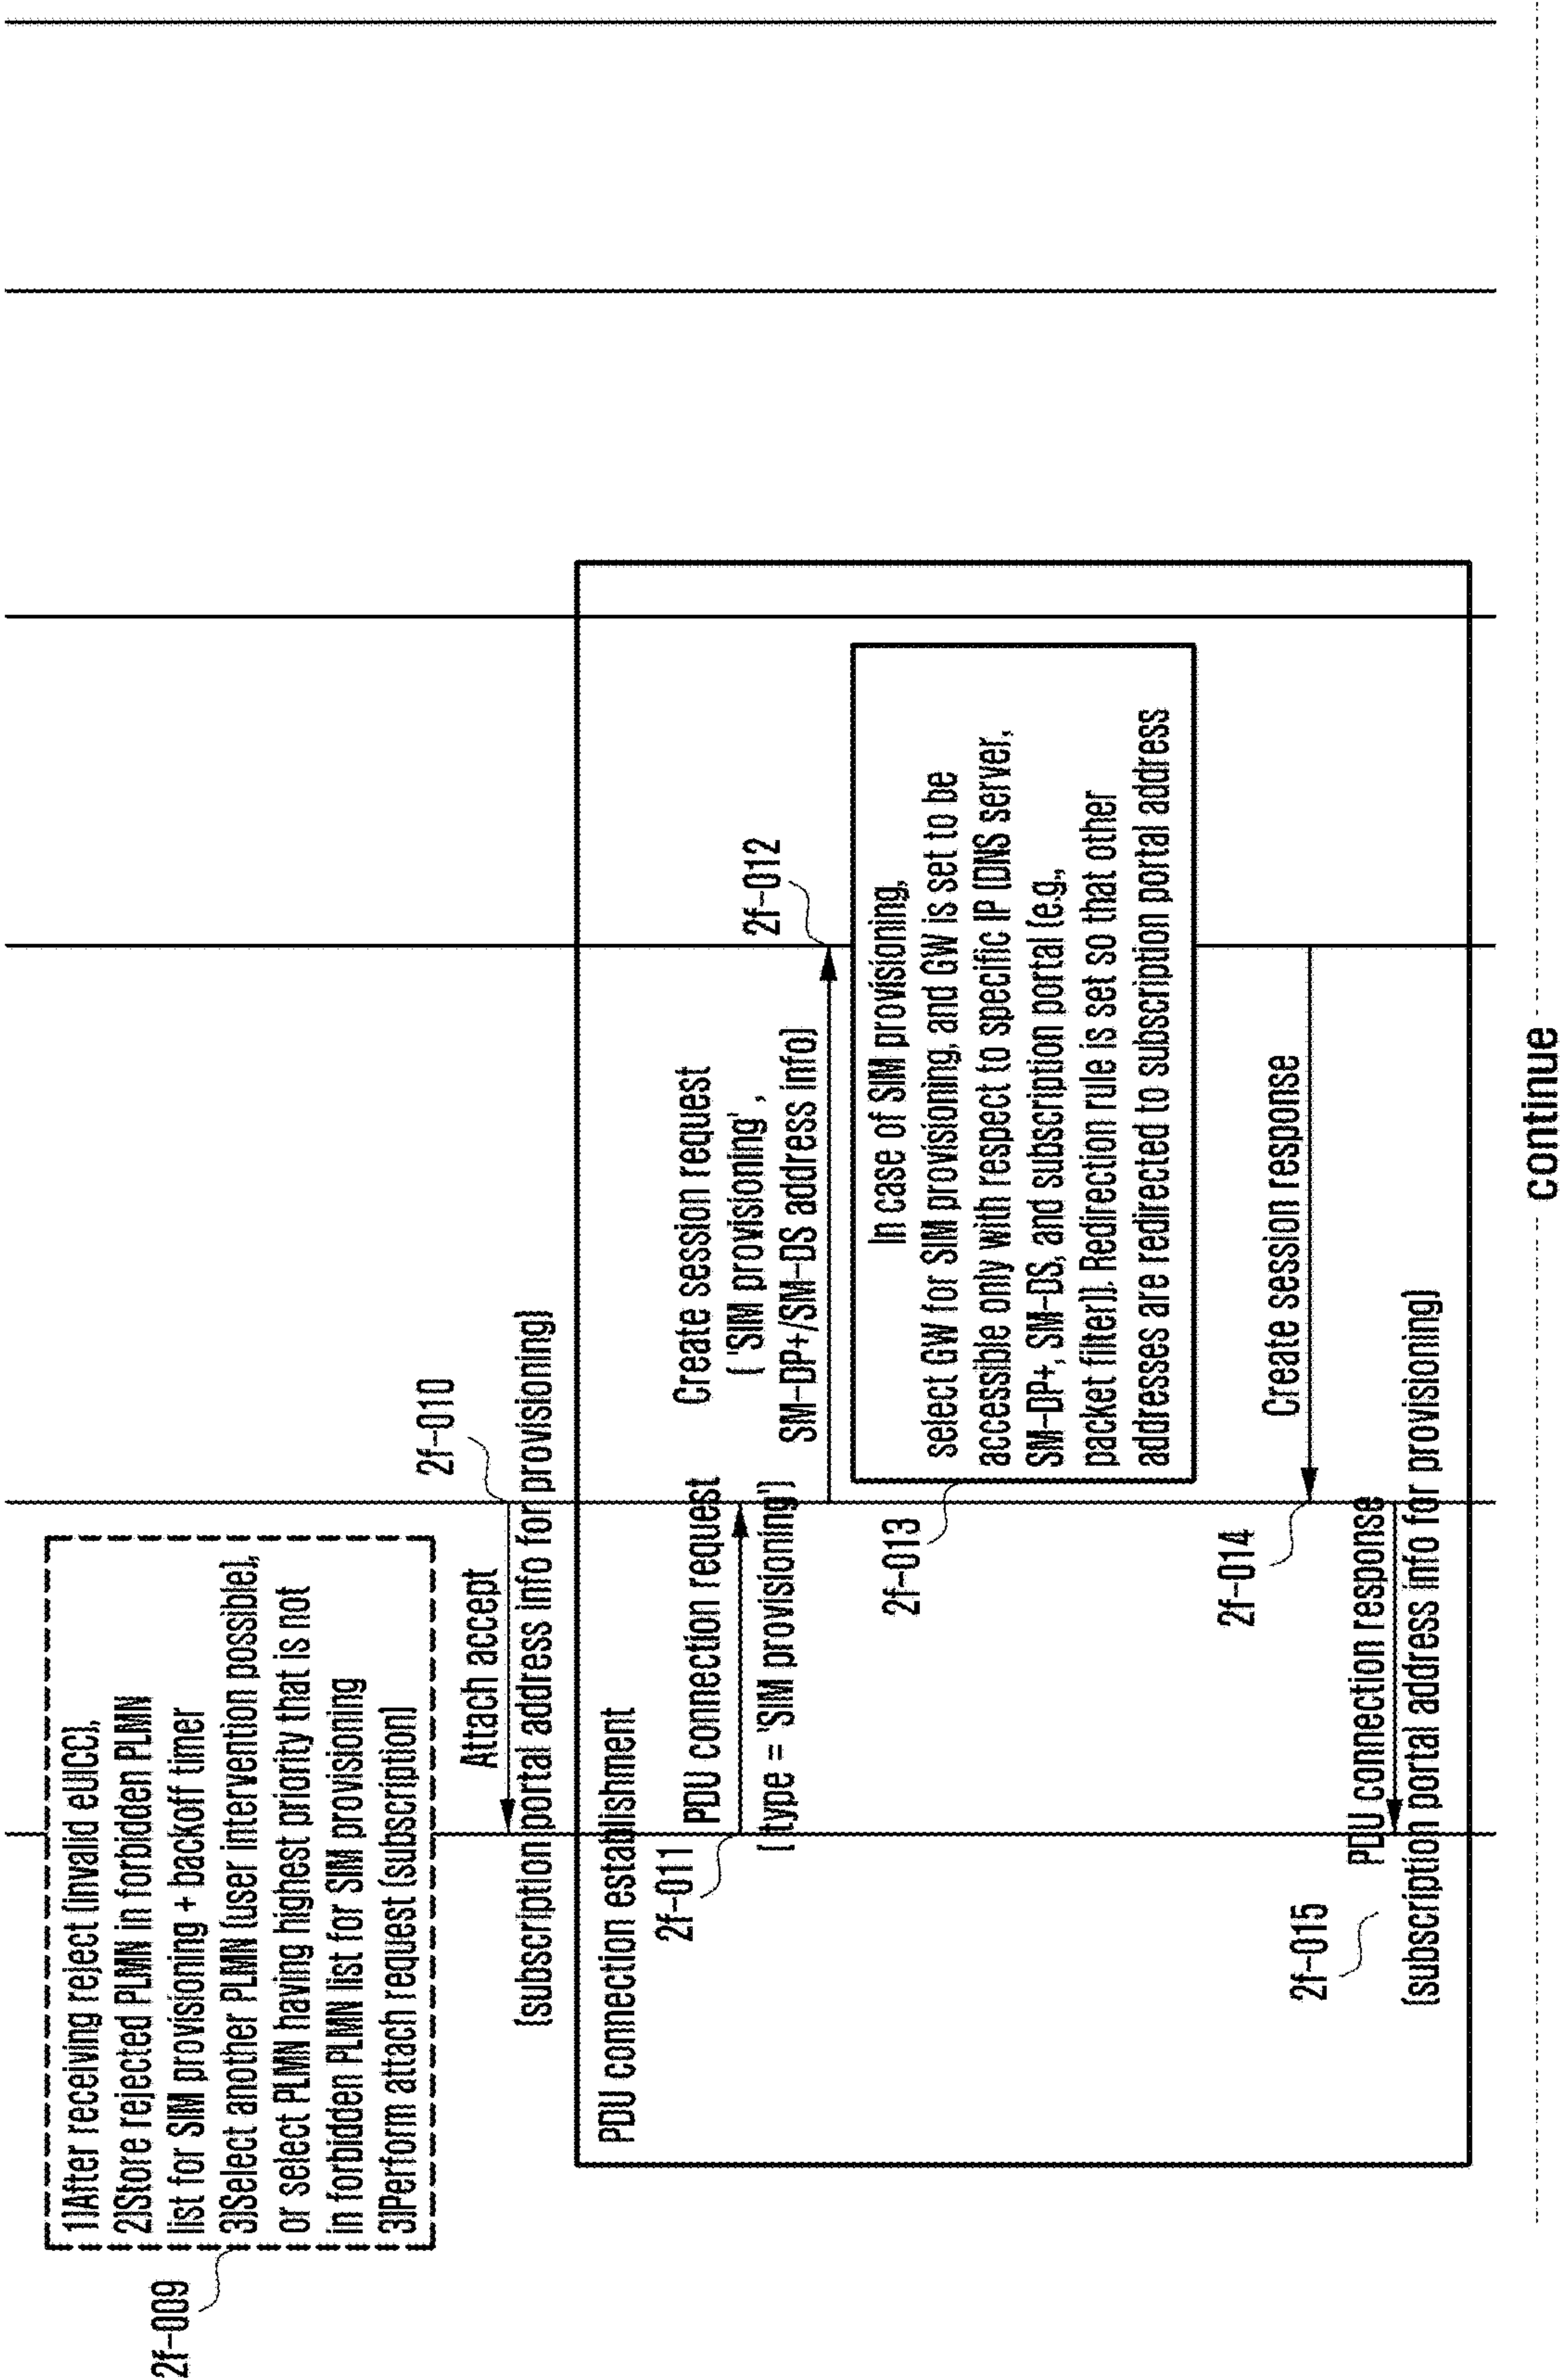 2f-009
1)After receiving reject (invalid eUICC),
2)Store rejected PLMN in forbidden PLMN
list for SIM provisioning + backoff timer
3)Select another PLMN (user intervention possible),
or select PLMN having highest priority that is not
in forbidden PLMN list for SIM provisioning
3)Perform attach request (subscription)
2f-010
Attach accept
(subscription portal address info for provisioning)
PDU connection establishment
2f-011
PDU connection request
(type = 'SIM provisioning')
Create session request
( 'SIM provisioning' ,
SM-DP+/SM-DS address info)
2f-012
2f-013
In case of SIM provisioning,
select GW for SIM provisioning, and GW is set to be
accessible only with respect to specific IP (DNS server,
SM-DP+, SM-DS, and subscription portal (e.g.,
packet filter)). Redirection rule is set so that other
addresses are redirected to subscription portal address
2f-014
Create session response
2f-015
PDU connection response
(subscription portal address info for provisioning)
continue